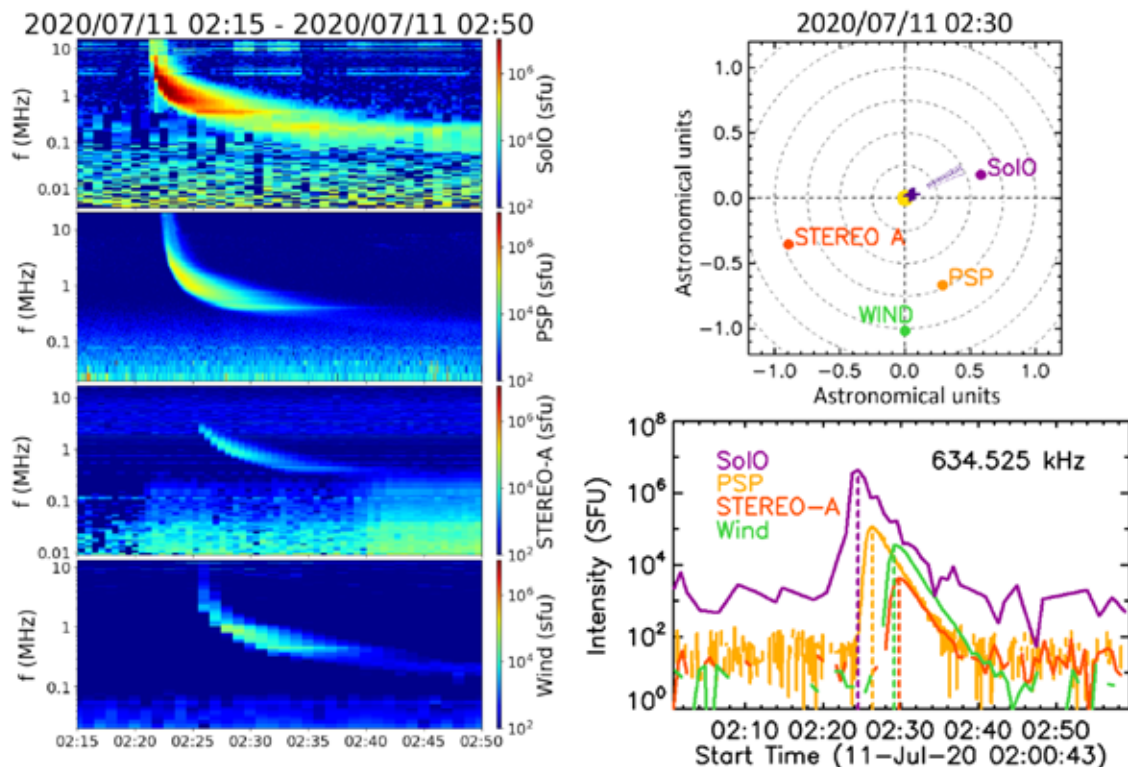 2020/07/11 02:15 - 2020/07/11 02:50
10
1
0.1
0.01
f (MHz)
10⁶
10⁴
10²
SolO (sfu)
10
1
0.1
f (MHz)
10⁶
10⁴
10²
PSP (sfu)
10
1
0.1
0.01
f (MHz)
10⁶
10⁴
10²
STEREO-A (sfu)
10
1
0.1
f (MHz)
10⁶
10⁴
10²
Wind (sfu)
02:15 02:20 02:25 02:30 02:35 02:40 02:45 02:50
2020/07/11 02:30
1.0
0.5
0.0
−0.5
−1.0
Astronomical units
SolO
STEREO A
PSP
WIND
−1.0 −0.5 0.0 0.5 1.0
Astronomical units
10⁸
10⁶
10⁴
10²
10⁰
Intensity (SFU)
SolO
PSP
STEREO-A
Wind
634.525 kHz
02:10 02:20 02:30 02:40 02:50
Start Time (11-Jul-20 02:00:43)